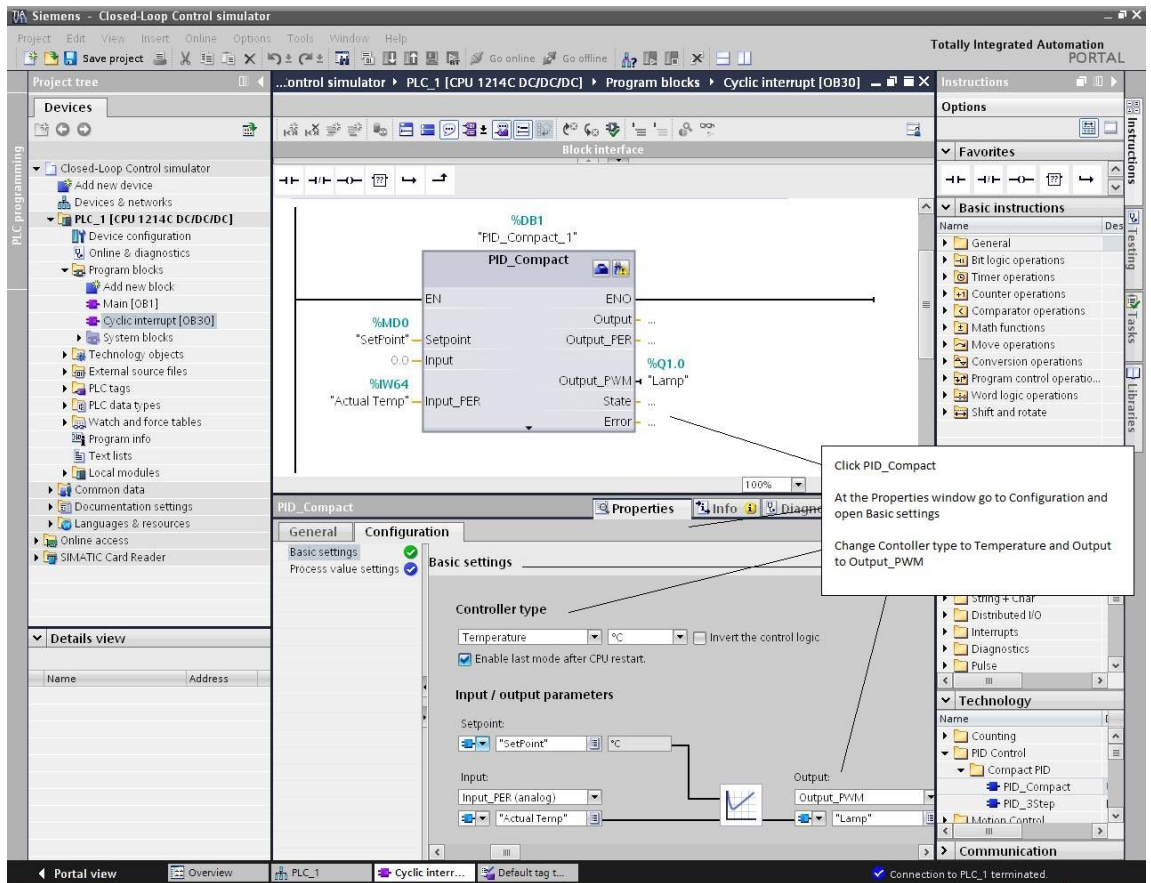 Siemens - Closed-Loop Control simulator
Project Edit View Insert Online Options Tools Window Help
Save project Go online Go offline
Totally Integrated Automation
PORTAL
Project tree
Devices
PLC programming
Closed-Loop Control simulator
Add new device
Devices & networks
PLC_1 [CPU 1214C DC/DC/DC]
Device configuration
Online & diagnostics
Program blocks
Add new block
Main [OB1]
Cyclic interrupt [OB30]
System blocks
Technology objects
External source files
PLC tags
PLC data types
Watch and force tables
Program info
Text lists
Local modules
Common data
Documentation settings
Languages & resources
Online access
SIMATIC Card Reader
Details view
Name Address
...ontrol simulator PLC_1 [CPU 1214C DC/DC/DC] Program blocks Cyclic interrupt [OB30]
Block interface
??
%DB1
"PID_Compact_1"
PID_Compact
EN ENO
Output ...
%MD0
"SetPoint" Setpoint Output_PER ...
0.0 Input
%Q1.0
Output_PWM "Lamp"
%IW64
"Actual Temp" Input_PER State ...
Error ...
100%
Click PID_Compact
At the Properties window go to Configuration and
open Basic settings
Change Contoller type to Temperature and Output
to Output_PWM
PID_Compact
Properties Info Diagno
General Configuration
Basic settings
Process value settings
Basic settings
Controller type
Temperature °C Invert the control logic
Enable last mode after CPU restart.
Input / output parameters
Setpoint:
"SetPoint" °C
Input: Output:
Input_PER (analog) Output_PWM
"Actual Temp" "Lamp"
Instructions
Options
Favorites
??
Basic instructions
Name Des
General
Bit logic operations
Timer operations
Counter operations
Comparator operations
Math functions
Move operations
Conversion operations
Program control operatio...
Word logic operations
Shift and rotate
String + Char
Distributed I/O
Interrupts
Diagnostics
Pulse
Technology
Name
Counting
PID Control
Compact PID
PID_Compact
PID_3Step
Motion Control
Communication
Instructions
Testing
Tasks
Libraries
Portal view Overview PLC_1 Cyclic interr... Default tag t... Connection to PLC_1 terminated.